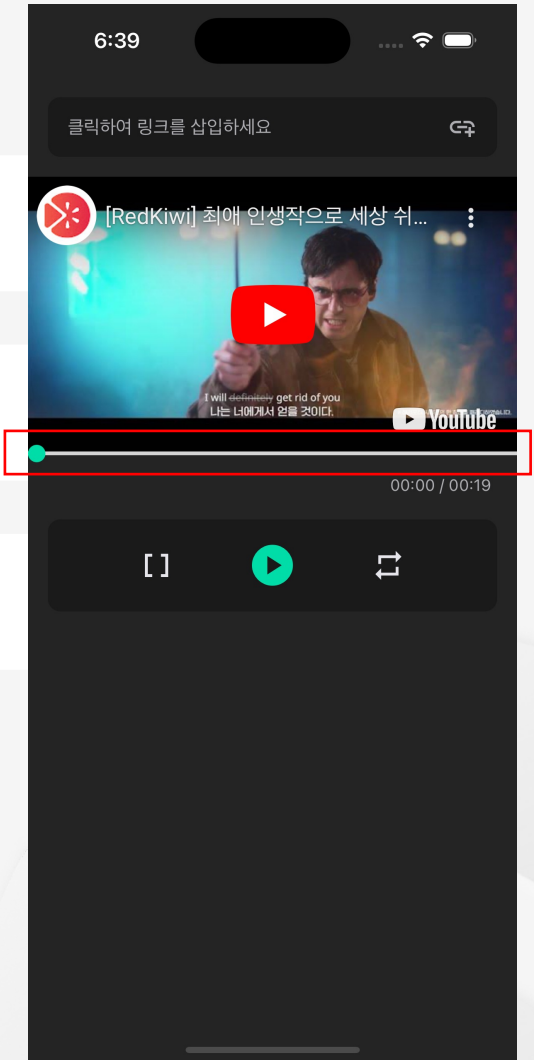 6:39
클릭하여 링크를 삽입하세요
[RedKiwi] 최애 인생작으로 세상 쉬...
I will definitely get rid of you
나는 너에게서 얻을 것이다.
YouTube
00:00 / 00:19
[ ]